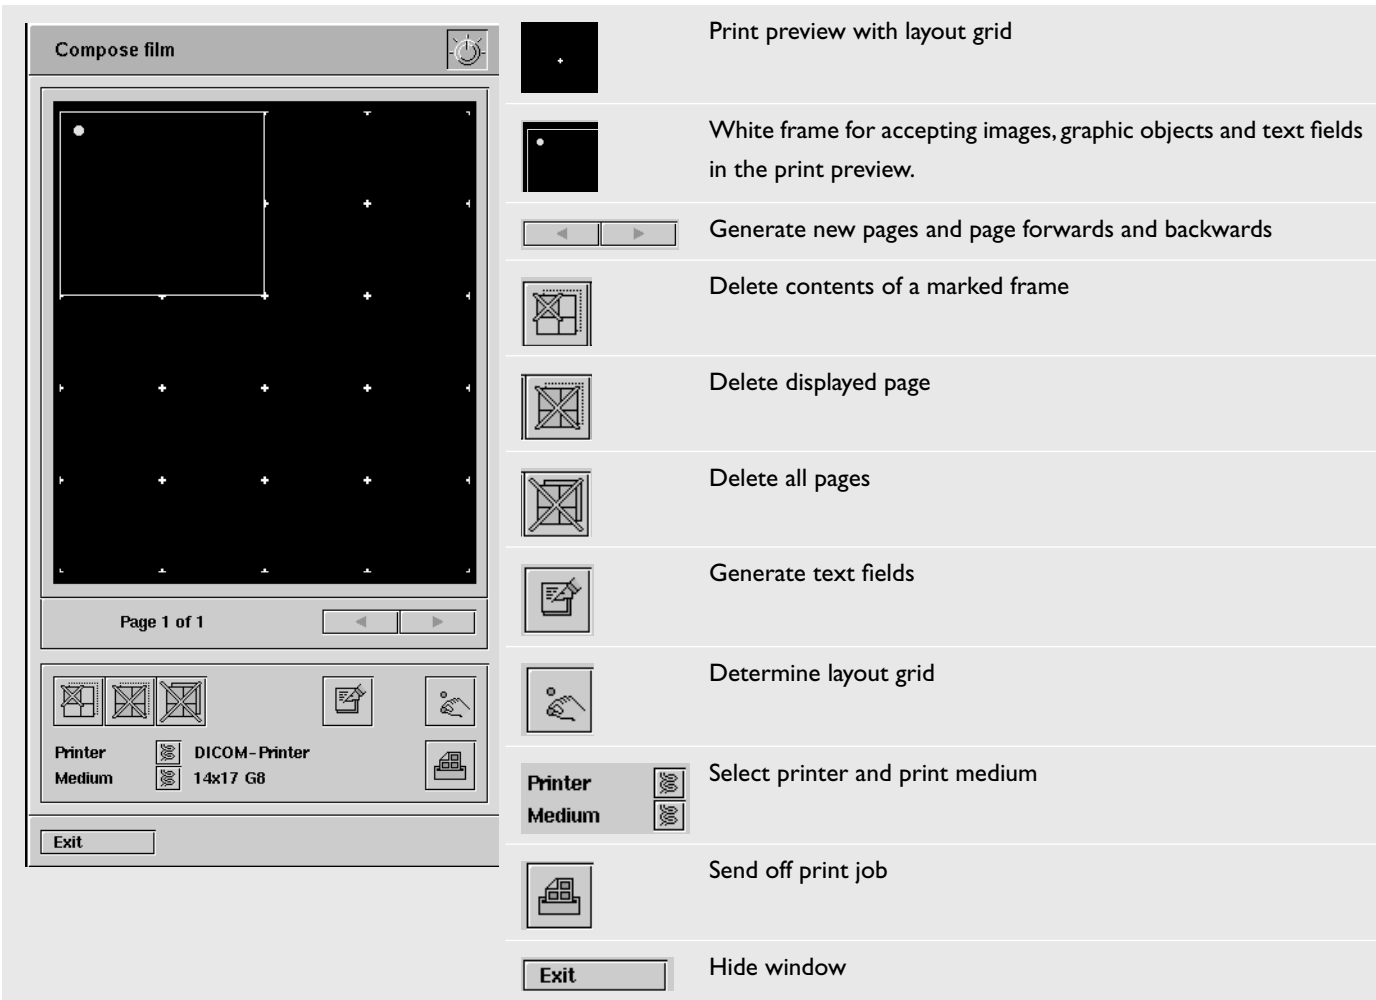 Compose film
Page 1 of 1
Printer DICOM-Printer
Medium 14x17 G8
Exit
Print preview with layout grid
White frame for accepting images, graphic objects and text fields
in the print preview.
Generate new pages and page forwards and backwards
Delete contents of a marked frame
Delete displayed page
Delete all pages
Generate text fields
Determine layout grid
Printer
Medium
Select printer and print medium
Send off print job
Exit
Hide window